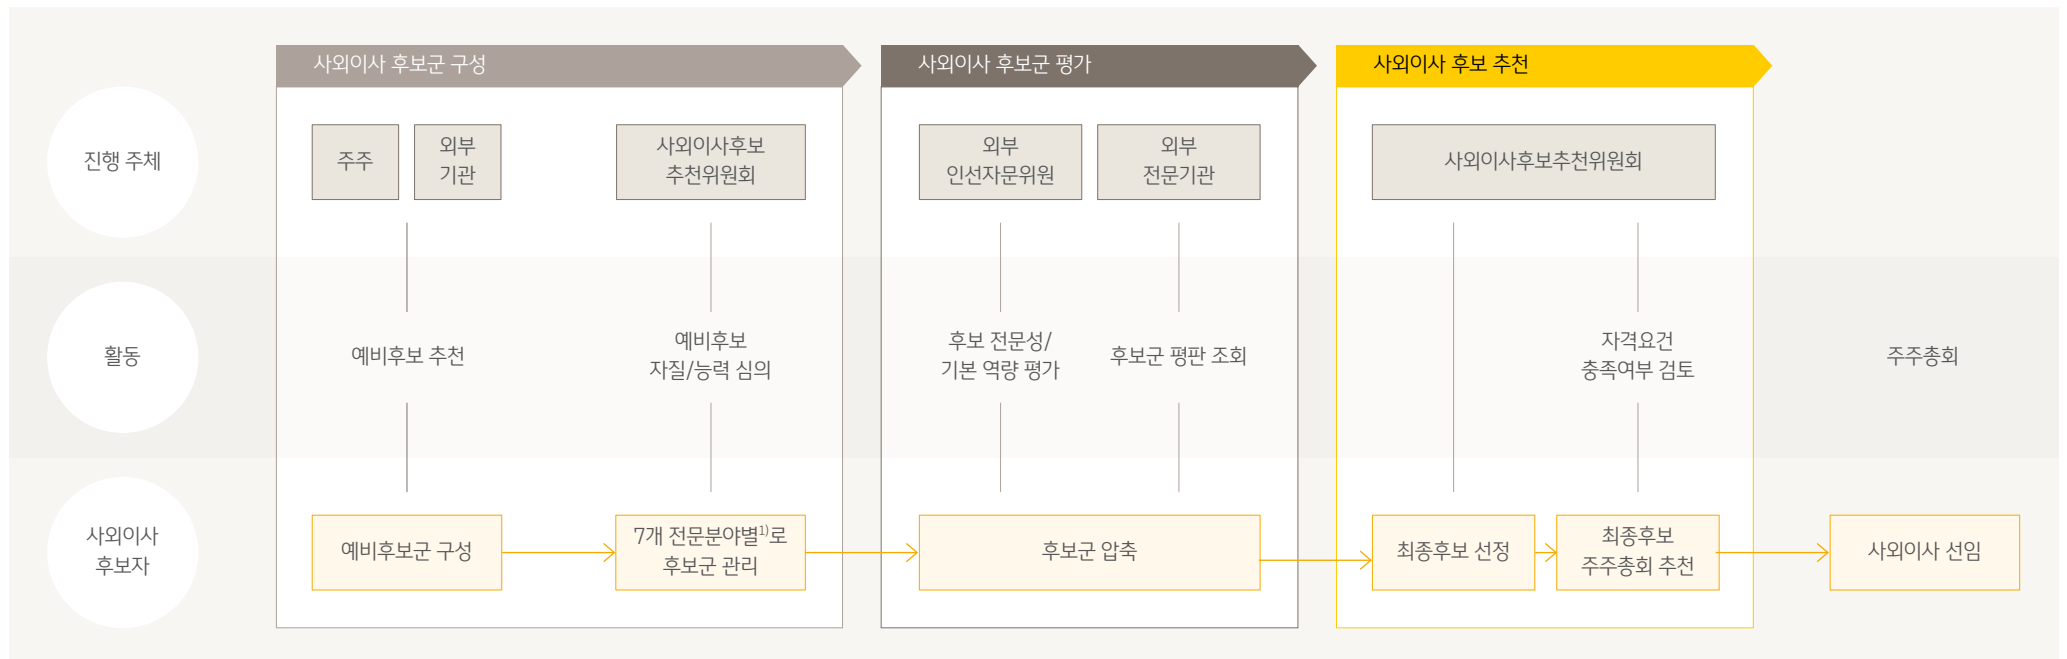 사외이사 후보군 구성
사외이사 후보군 평가
사외이사 후보 추천
진행 주체
주주
외부
기관
사외이사후보
추천위원회
외부
인선자문위원
외부
전문기관
사외이사후보추천위원회
활동
예비후보 추천
예비후보
자질/능력 심의
후보 전문성/
기본 역량 평가
후보군 평판 조회
자격요건
충족여부 검토
주주총회
사외이사
후보자
예비후보군 구성
7개 전문분야별1)로
후보군 관리
후보군 압축
최종후보 선정
최종후보
주주총회 추천
사외이사 선임